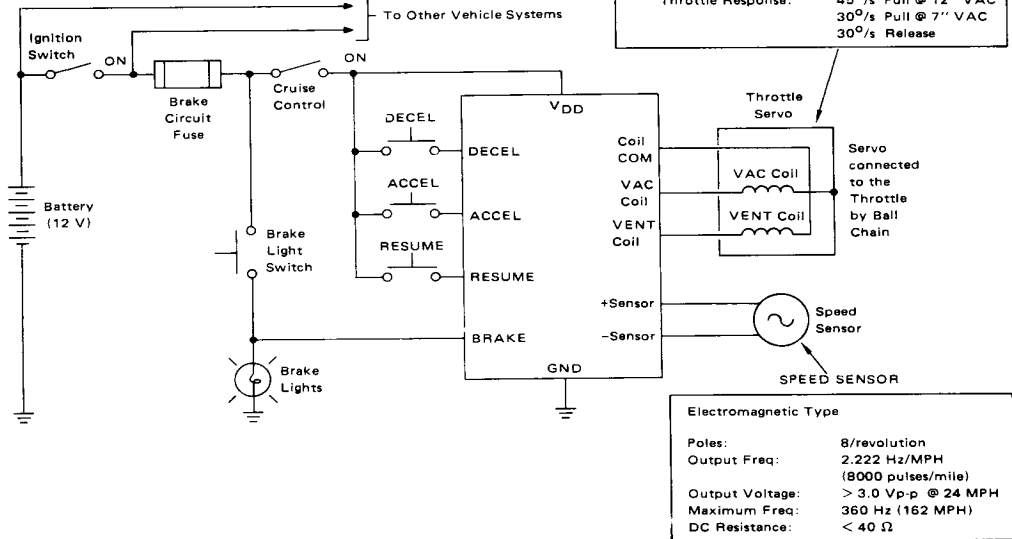 To Other Vehicle Systems
Throttle Response: 45°/s Pull @ 12" VAC
30°/s Pull @ 7" VAC
30°/s Release
Ignition
Switch
ON
Brake
Circuit
Fuse
Cruise
Control
ON
Battery
(12 V)
Brake
Light
Switch
Brake
Lights
DECEL
ACCEL
RESUME
VDD
DECEL
ACCEL
RESUME
BRAKE
GND
Coil
COM
VAC
Coil
VENT
Coil
+Sensor
-Sensor
Throttle
Servo
VAC Coil
VENT Coil
Servo
connected
to the
Throttle
by Ball
Chain
Speed
Sensor
SPEED SENSOR
Electromagnetic Type
Poles: 8/revolution
Output Freq: 2.222 Hz/MPH
(8000 pulses/mile)
Output Voltage: > 3.0 Vp-p @ 24 MPH
Maximum Freq: 360 Hz (162 MPH)
DC Resistance: < 40 Ω